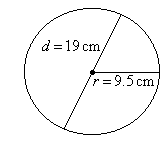 d = 19 cm
r = 9.5 cm